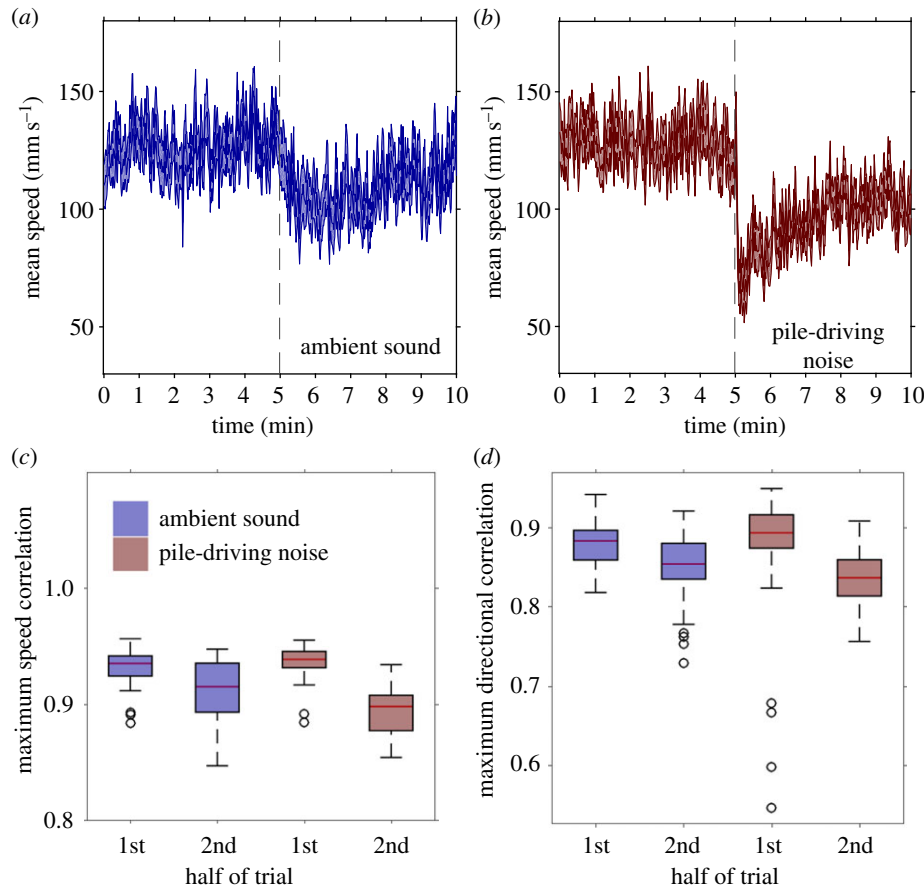 (a)
150
100
50
mean speed (mm s⁻¹)
ambient sound
0 1 2 3 4 5 6 7 8 9 10
time (min)
(b)
150
100
50
mean speed (mm s⁻¹)
pile-driving
noise
0 1 2 3 4 5 6 7 8 9 10
time (min)
(c)
ambient sound
pile-driving noise
1.0
0.9
0.8
maximum speed correlation
1st 2nd 1st 2nd
half of trial
(d)
0.9
0.8
0.7
0.6
maximum directional correlation
1st 2nd 1st 2nd
half of trial